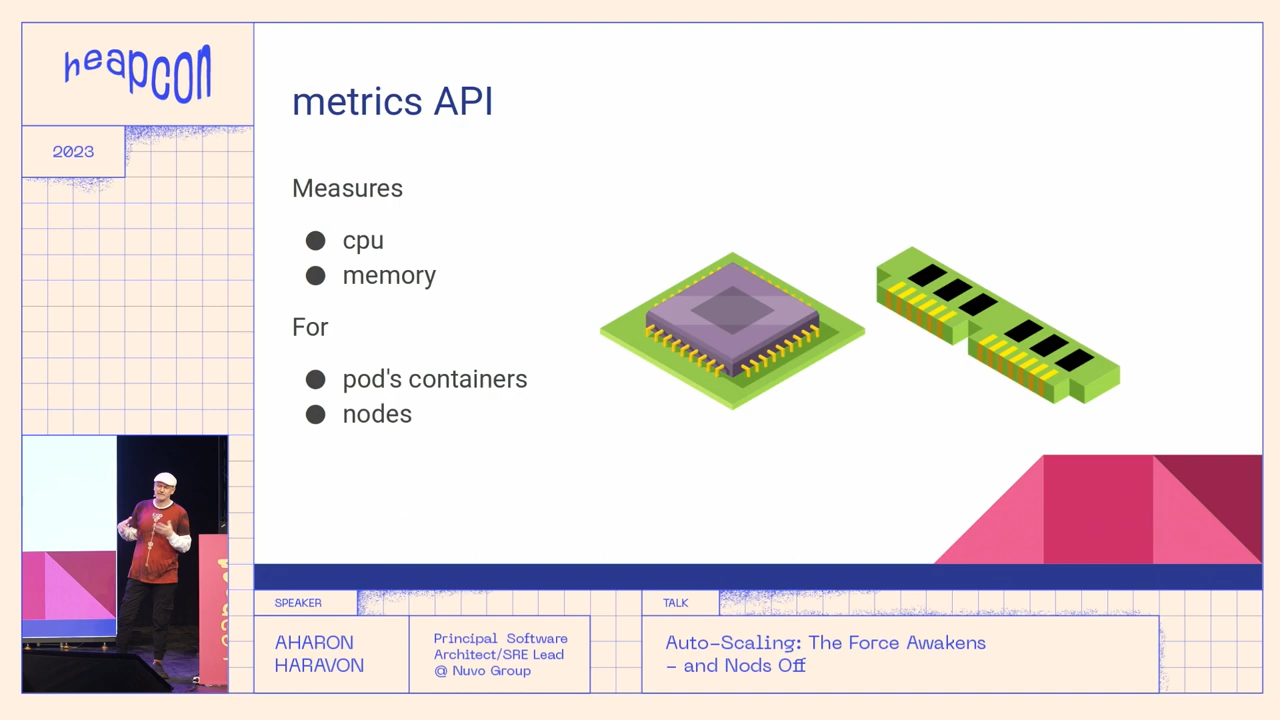 heapcon
2023
metrics API
Measures
● cpu
● memory
For
● pod's containers
● nodes
SPEAKER
AHARON
HARAVON
Principal Software
Architect/SRE Lead
@ Nuvo Group
TALK
Auto-Scaling: The Force Awakens
- and Nods Off